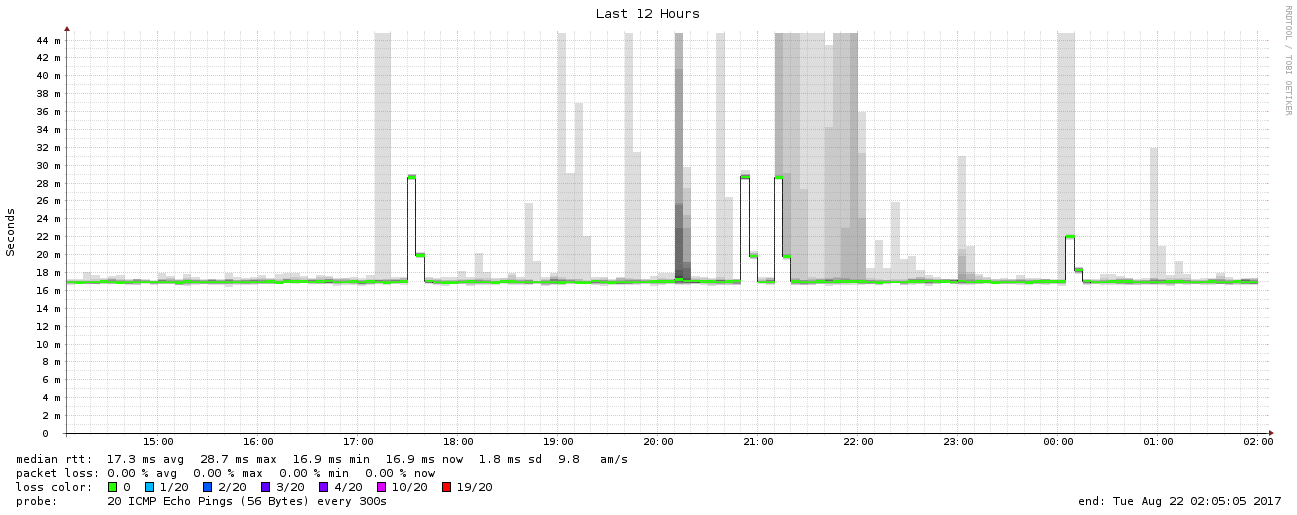 Last 12 Hours
RRDTOOL / TOBI OETIKER
Seconds
44 m
42 m
40 m
38 m
36 m
34 m
32 m
30 m
28 m
26 m
24 m
22 m
20 m
18 m
16 m
14 m
12 m
10 m
8 m
6 m
4 m
2 m
0
15:00 16:00 17:00 18:00 19:00 20:00 21:00 22:00 23:00 00:00 01:00 02:00
median rtt: 17.3 ms avg 28.7 ms max 16.9 ms min 16.9 ms now 1.8 ms sd 9.8 am/s
packet loss: 0.00 % avg 0.00 % max 0.00 % min 0.00 % now
loss color: 0 1/20 2/20 3/20 4/20 10/20 19/20
probe: 20 ICMP Echo Pings (56 Bytes) every 300s end: Tue Aug 22 02:05:05 2017